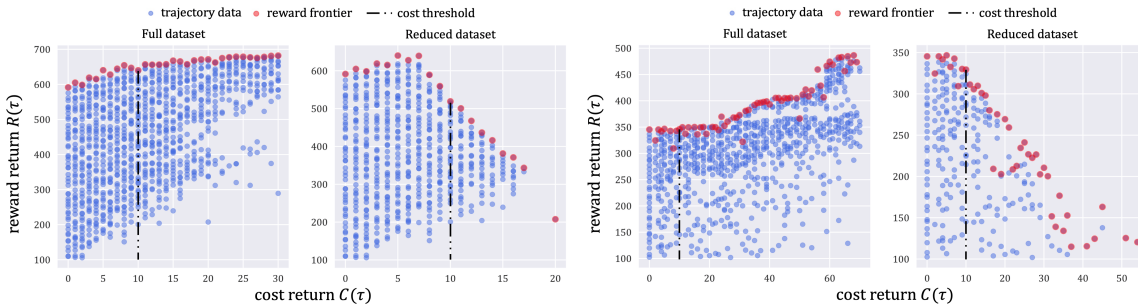 trajectory data reward frontier cost threshold
Full dataset Reduced dataset
reward return R(τ)
700
600
500
400
300
200
100
0 5 10 15 20 25 30
600
500
400
300
200
100
0 5 10 15 20
cost return C(τ)
trajectory data reward frontier cost threshold
Full dataset Reduced dataset
reward return R(τ)
500
450
400
350
300
250
200
150
100
0 20 40 60
350
300
250
200
150
100
0 10 20 30 40 50
cost return C(τ)